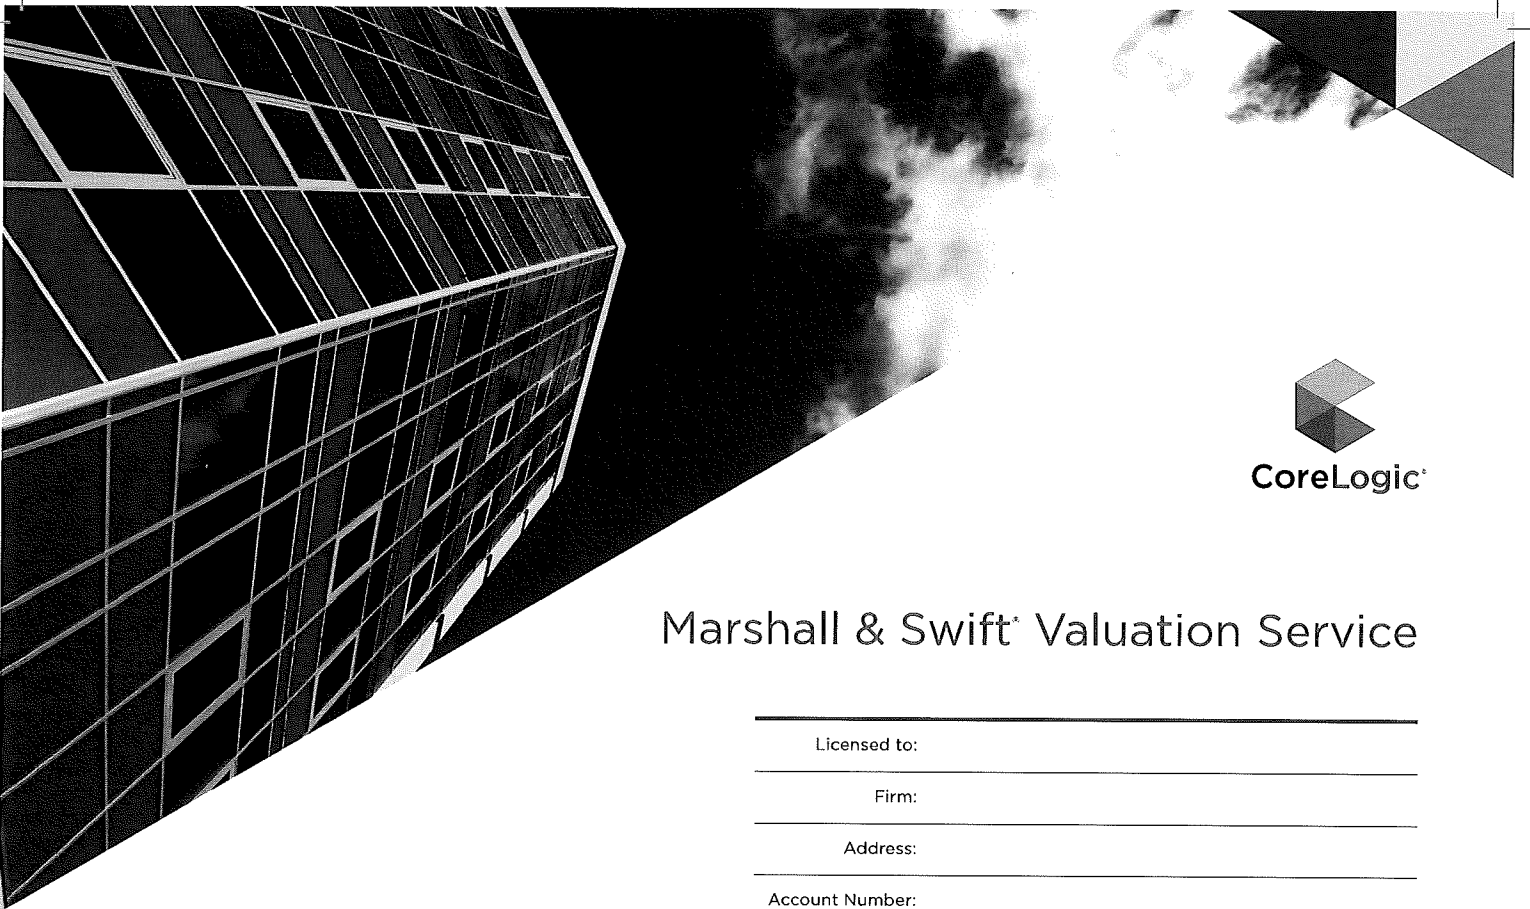 CoreLogic
Marshall & Swift® Valuation Service
Licensed to:
Firm:
Address:
Account Number: